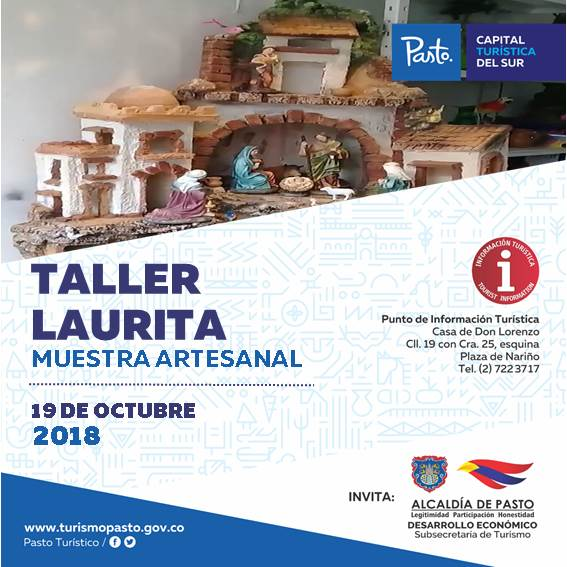 Pasto.
CAPITAL
TURÍSTICA
DEL SUR
TALLER
LAURITA
MUESTRA ARTESANAL
19 DE OCTUBRE
2018
INFORMACIÓN TURÍSTICA
i
TOURIST INFORMATION
Punto de Información Turística
Casa de Don Lorenzo
Cll. 19 con Cra. 25, esquina
Plaza de Nariño
Tel. (2) 7223717
INVITA:
ALCALDÍA DE PASTO
Legitimidad Participación Honestidad
DESARROLLO ECONÓMICO
Subsecretaría de Turismo
www.turismopasto.gov.co
Pasto Turístico /